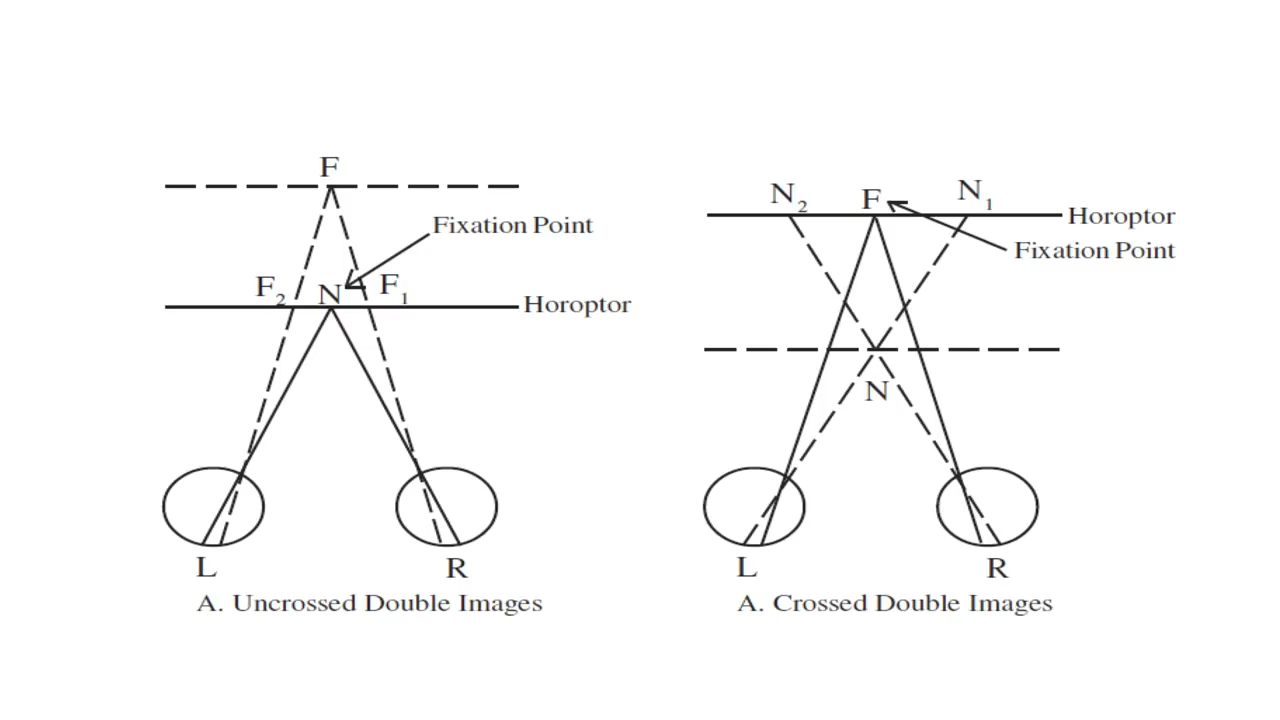 F
Fixation Point
F2 N F1
Horoptor
L R
A. Uncrossed Double Images
N2 F N1
Horoptor
Fixation Point
N
L R
A. Crossed Double Images